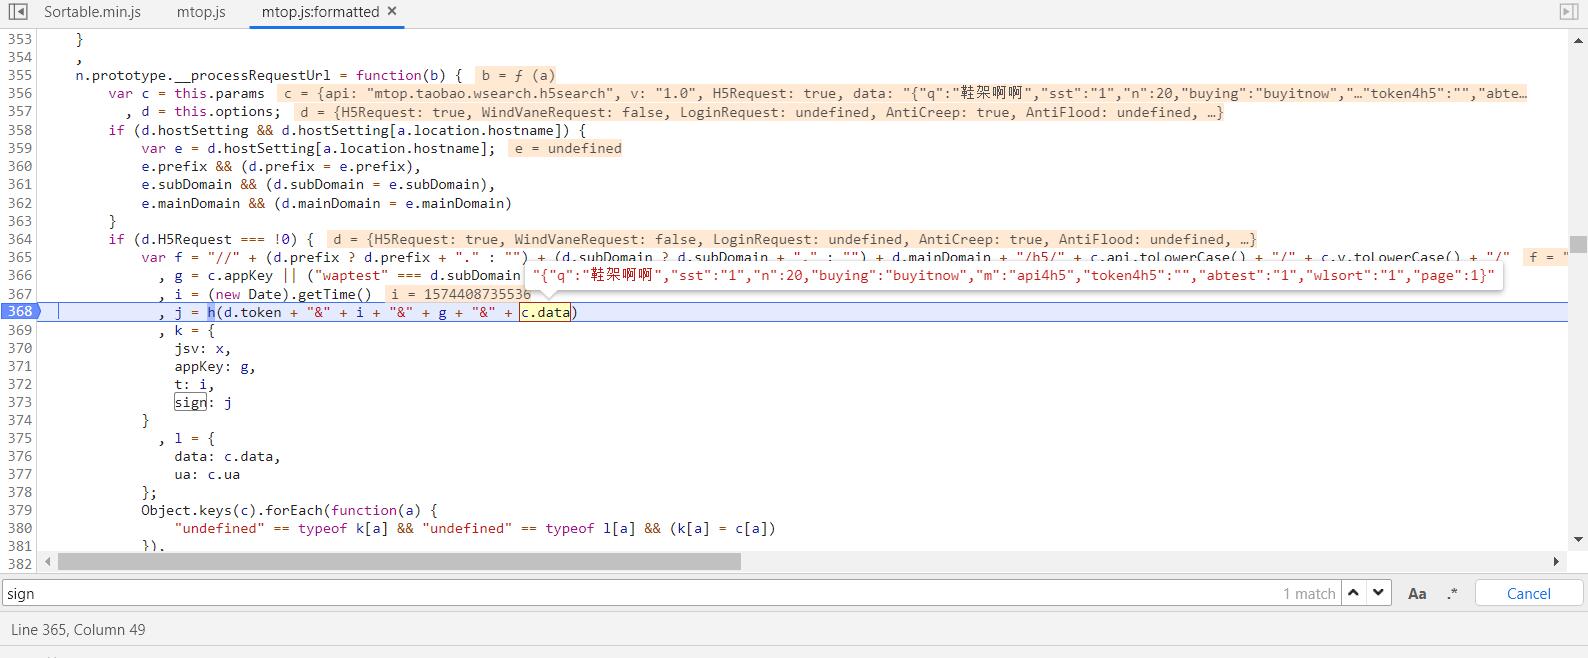 Sortable.min.js mtop.js mtop.js:formatted ×
353 }
354 ,
355 n.prototype.__processRequestUrl = function(b) { b = ƒ (a)
356 var c = this.params c = {api: "mtop.taobao.wsearch.h5search", v: "1.0", H5Request: true, data: "{"q":"鞋架啊啊","sst":"1","n":20,"buying":"buyitnow","…"token4h5":"","abte…
357 , d = this.options; d = {H5Request: true, WindVaneRequest: false, LoginRequest: undefined, AntiCreep: true, AntiFlood: undefined, …}
358 if (d.hostSetting && d.hostSetting[a.location.hostname]) {
359 var e = d.hostSetting[a.location.hostname]; e = undefined
360 e.prefix && (d.prefix = e.prefix),
361 e.subDomain && (d.subDomain = e.subDomain),
362 e.mainDomain && (d.mainDomain = e.mainDomain)
363 }
364 if (d.H5Request === !0) { d = {H5Request: true, WindVaneRequest: false, LoginRequest: undefined, AntiCreep: true, AntiFlood: undefined, …}
365 var f = "//" + (d.prefix ? d.prefix + "." : "") + (d.subDomain ? d.subDomain + "." : "") + d.mainDomain + "/h5/" + c.api.toLowerCase() + "/" + c.v.toLowerCase() + "/" f = "
366 , g = c.appKey || ("waptest" === d.subDomain "{"q":"鞋架啊啊","sst":"1","n":20,"buying":"buyitnow","m":"api4h5","token4h5":"","abtest":"1","wlsort":"1","page":1}"
367 , i = (new Date).getTime() i = 1574408735536
368 , j = h(d.token + "&" + i + "&" + g + "&" + c.data)
369 , k = {
370 jsv: x,
371 appKey: g,
372 t: i,
373 sign: j
374 }
375 , l = {
376 data: c.data,
377 ua: c.ua
378 };
379 Object.keys(c).forEach(function(a) {
380 "undefined" == typeof k[a] && "undefined" == typeof l[a] && (k[a] = c[a])
381 }),
382
sign 1 match Aa .* Cancel
Line 365, Column 49